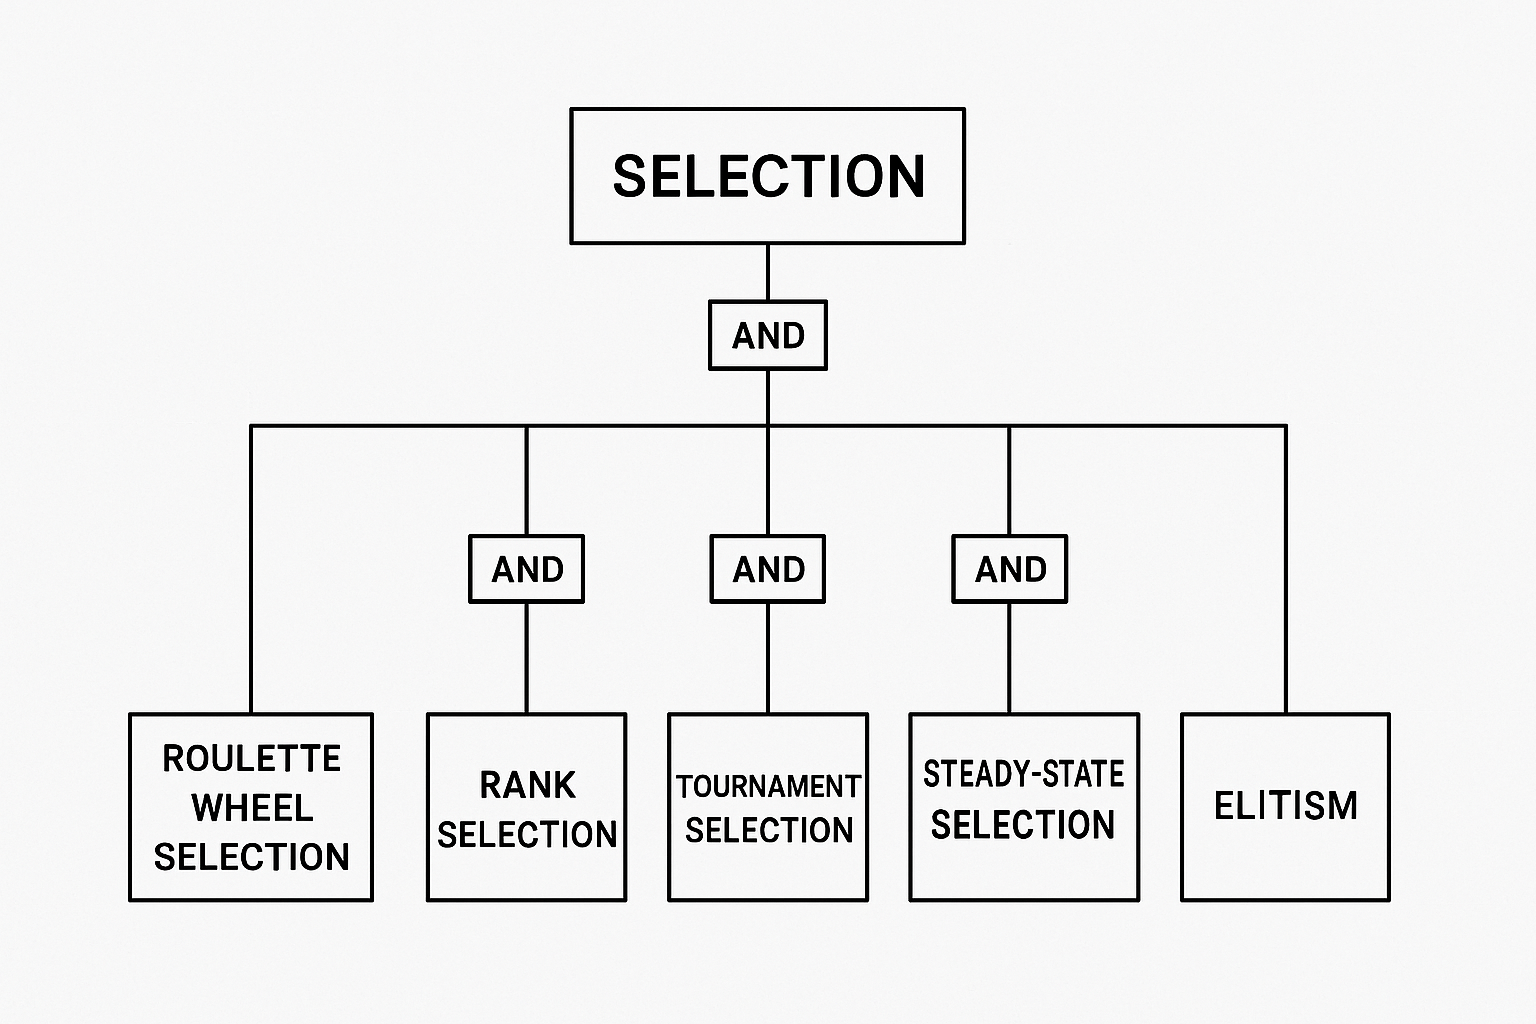 SELECTION
AND
AND
AND
AND
ROULETTE
WHEEL
SELECTION
RANK
SELECTION
TOURNAMENT
SELECTION
STEADY-STATE
SELECTION
ELITISM